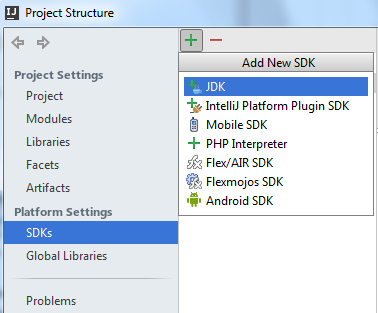 Project Structure
Project Settings
Project
Modules
Libraries
Facets
Artifacts
Platform Settings
SDKs
Global Libraries
Problems
Add New SDK
JDK
IntelliJ Platform Plugin SDK
Mobile SDK
PHP Interpreter
Flex/AIR SDK
Flexmojos SDK
Android SDK